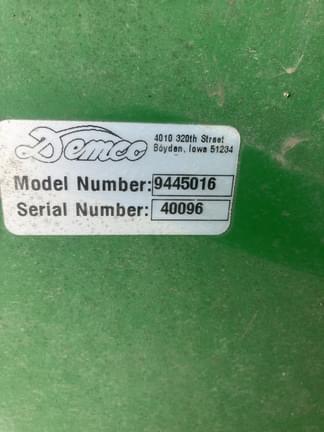 Demco
4010 320th Street
Boyden, Iowa 51234
Model Number: 9445016
Serial Number: 40096